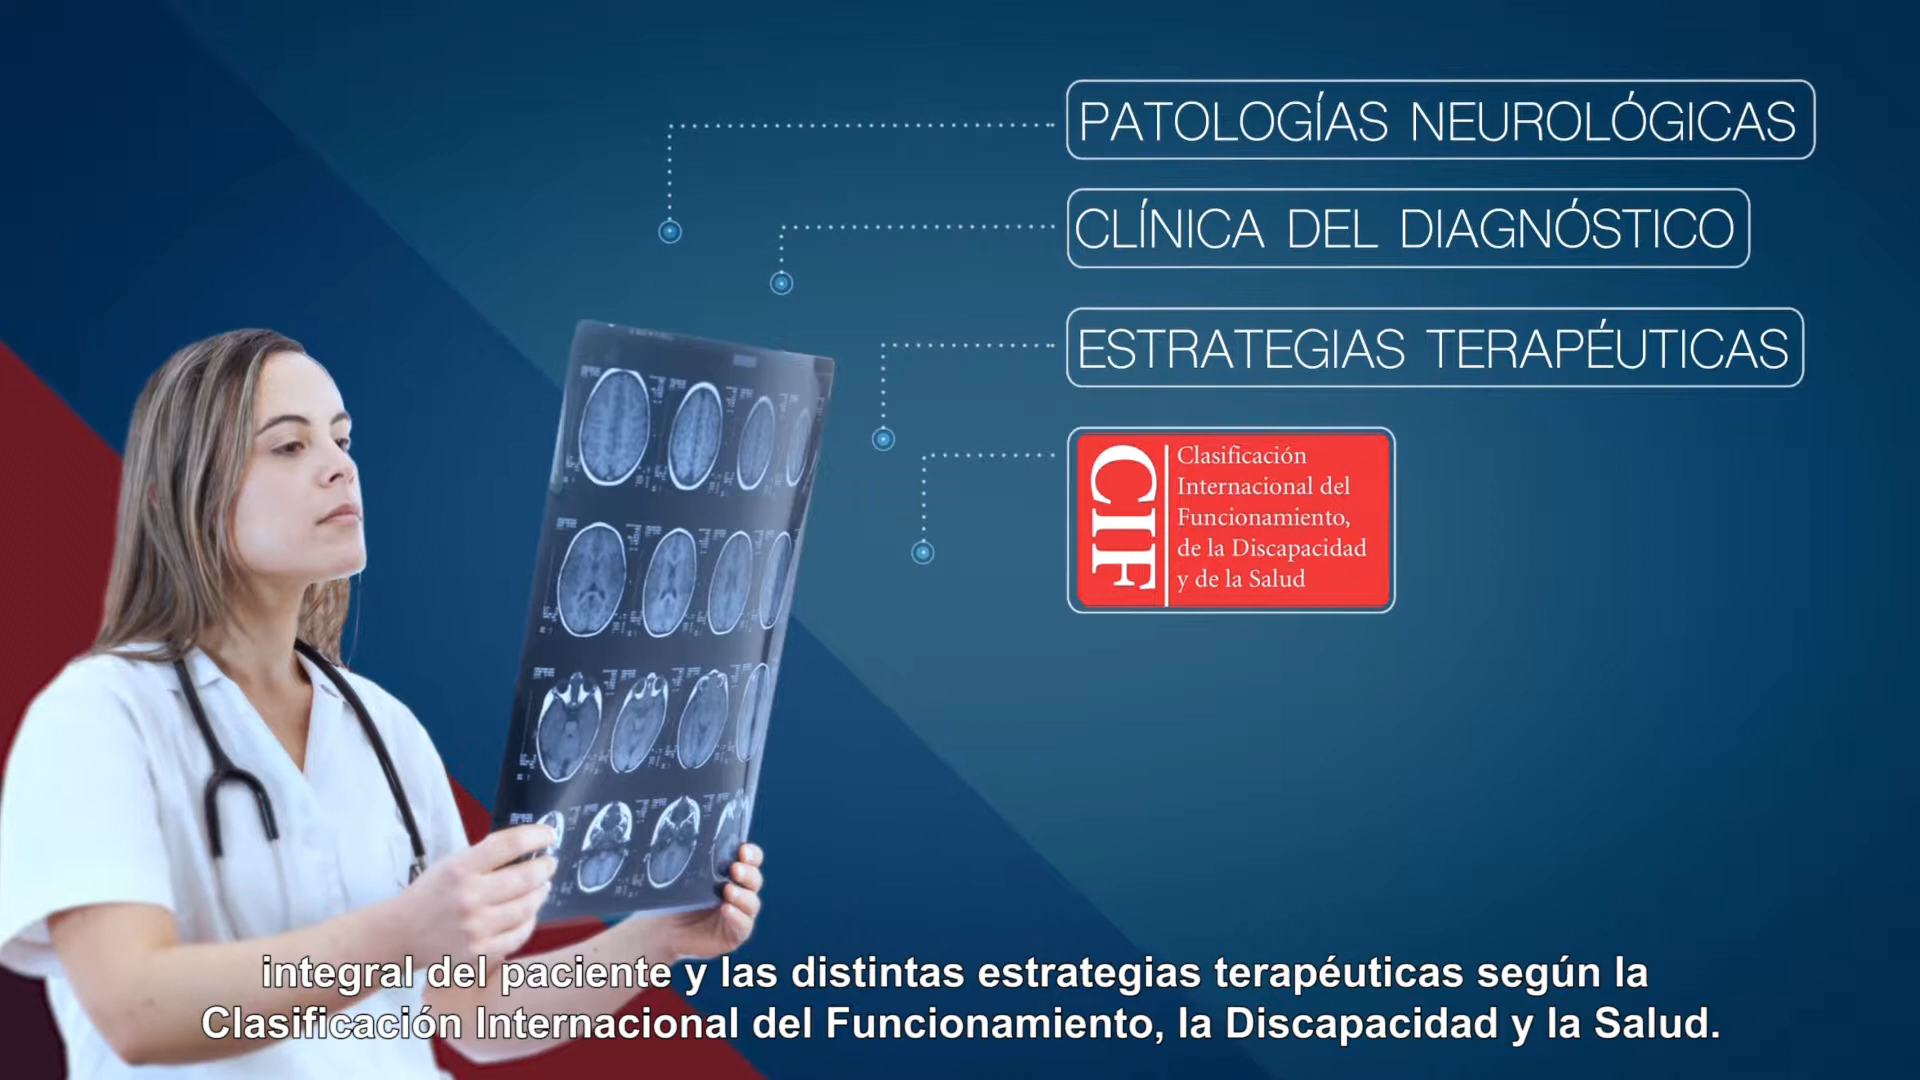 PATOLOGÍAS NEUROLÓGICAS
CLÍNICA DEL DIAGNÓSTICO
ESTRATEGIAS TERAPÉUTICAS
CIF
Clasificación
Internacional del
Funcionamiento,
de la Discapacidad
y de la Salud
integral del paciente y las distintas estrategias terapéuticas según la
Clasificación Internacional del Funcionamiento, la Discapacidad y la Salud.